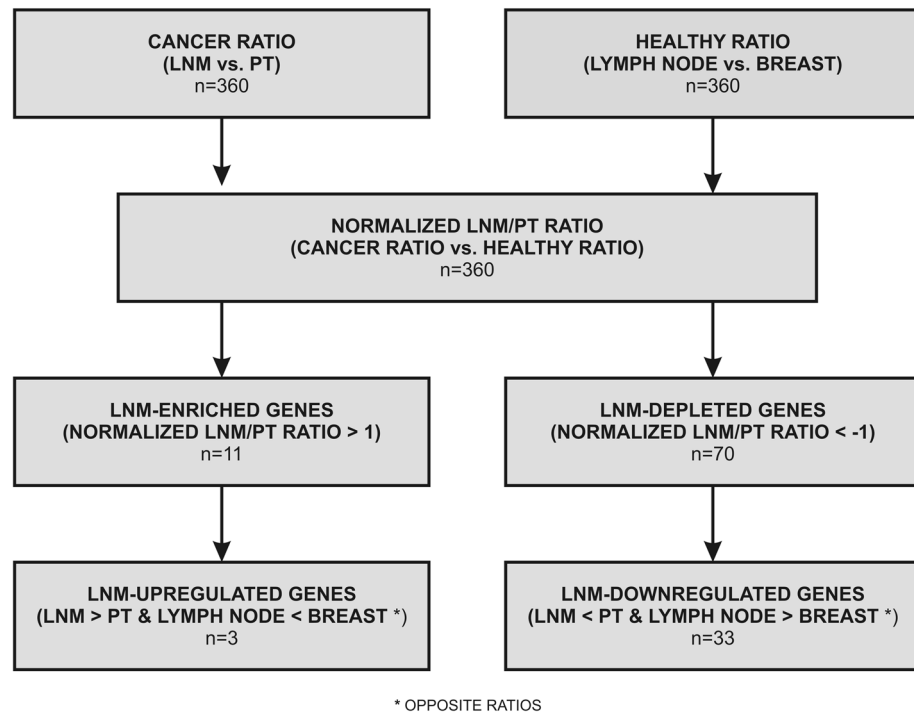 CANCER RATIO
(LNM vs. PT)
n=360
HEALTHY RATIO
(LYMPH NODE vs. BREAST)
n=360
NORMALIZED LNM/PT RATIO
(CANCER RATIO vs. HEALTHY RATIO)
n=360
LNM-ENRICHED GENES
(NORMALIZED LNM/PT RATIO > 1)
n=11
LNM-DEPLETED GENES
(NORMALIZED LNM/PT RATIO < -1)
n=70
LNM-UPREGULATED GENES
(LNM > PT & LYMPH NODE < BREAST *)
n=3
LNM-DOWNREGULATED GENES
(LNM < PT & LYMPH NODE > BREAST *)
n=33
* OPPOSITE RATIOS